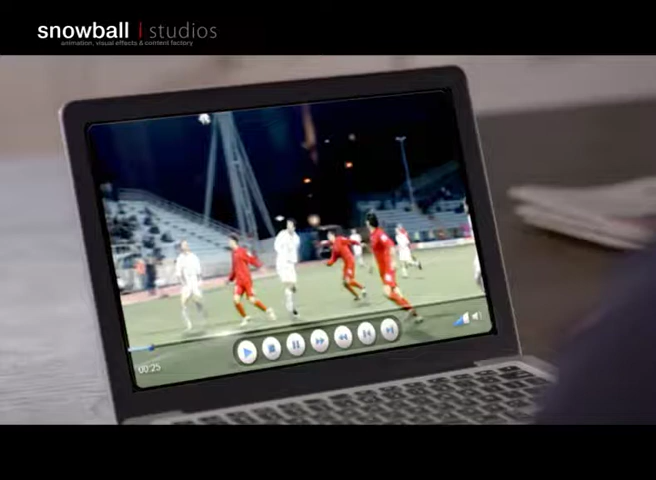 snowball | studios
animation, visual effects & content factory
00:25